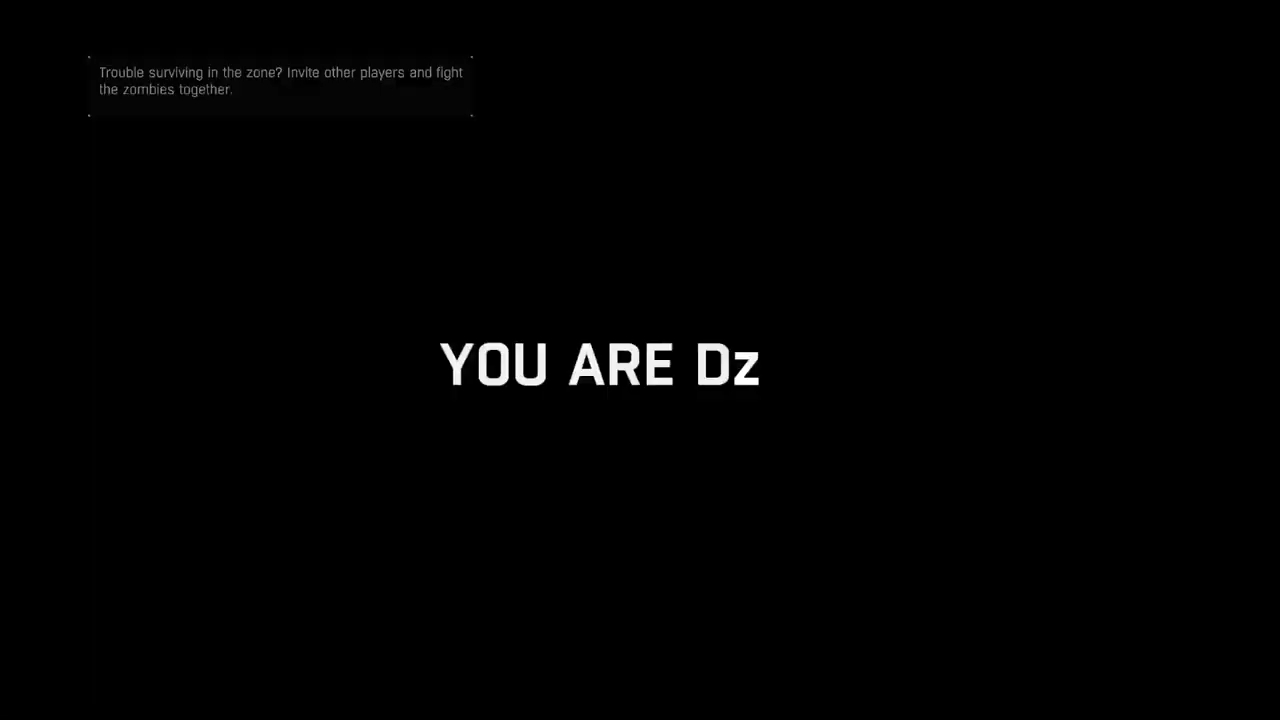 Trouble surviving in the zone? Invite other players and fight
the zombies together.
YOU ARE Dz